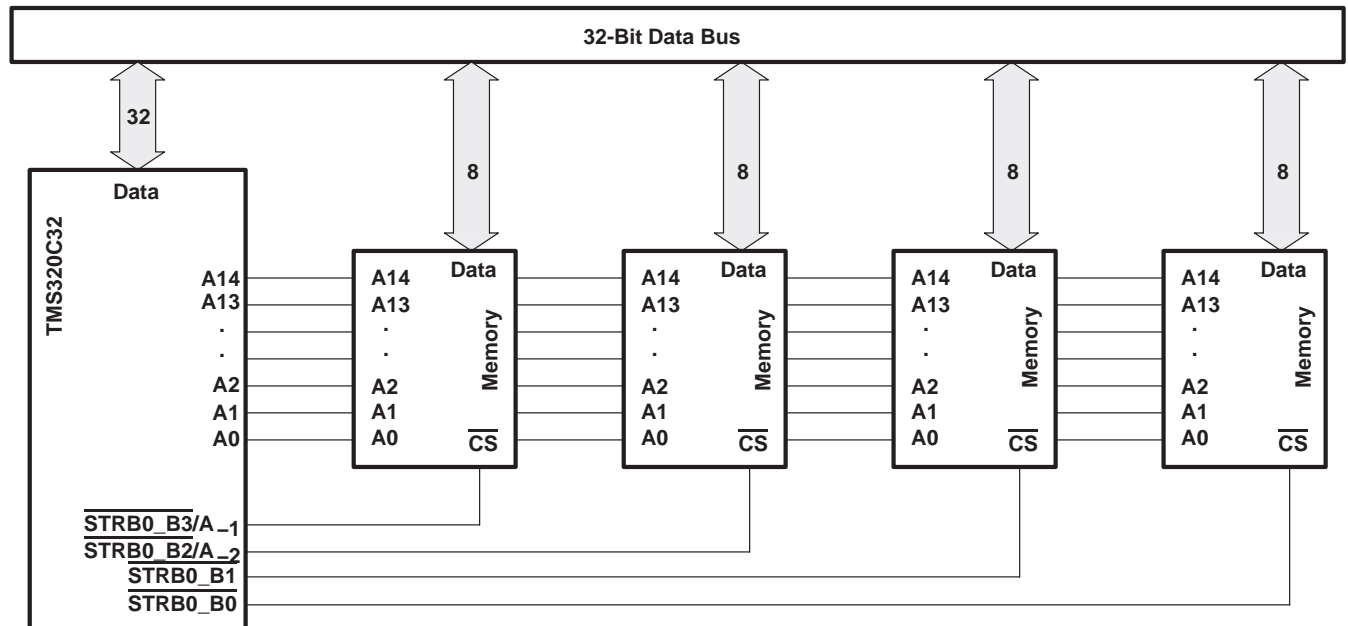 32-Bit Data Bus
32
8
8
8
8
Data
TMS320C32
A14
A13
.
.
A2
A1
A0
STRB0_B3/A–1
STRB0_B2/A–2
STRB0_B1
STRB0_B0
Data
Memory
A14
A13
.
.
A2
A1
A0
CS
Data
Memory
A14
A13
.
.
A2
A1
A0
CS
Data
Memory
A14
A13
.
.
A2
A1
A0
CS
Data
Memory
A14
A13
.
.
A2
A1
A0
CS